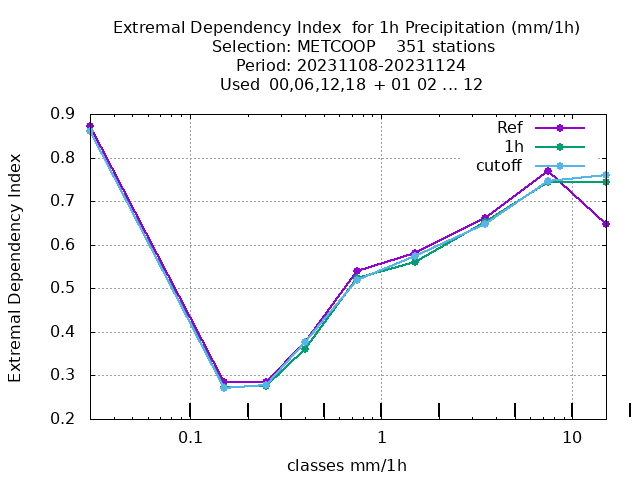 Extremal Dependency Index  for 1h Precipitation (mm/1h)
Selection: METCOOP    351 stations
Period: 20231108-20231124
Used  00,06,12,18  + 01 02 ... 12
Extremal Dependency Index
0.9
0.8
0.7
0.6
0.5
0.4
0.3
0.2
Ref
1h
cutoff
0.1 1 10
classes mm/1h